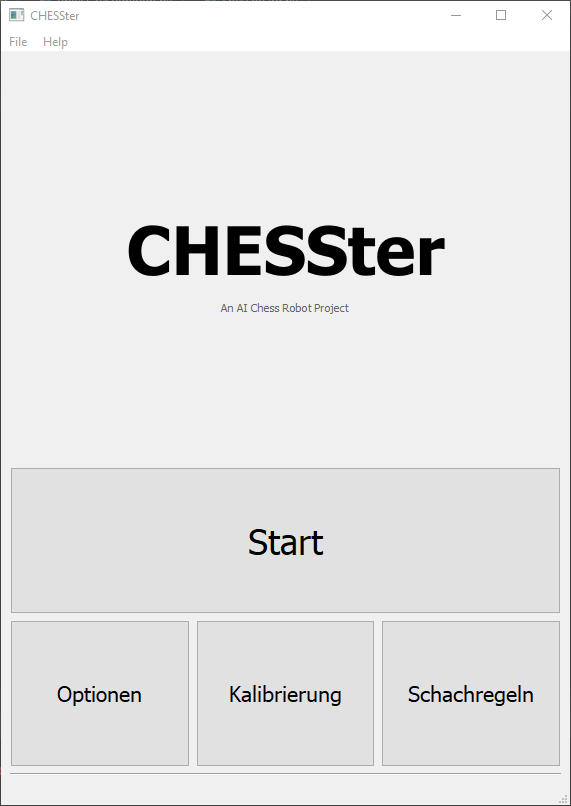 CHESSter
File Help
CHESSter
An AI Chess Robot Project
Start
Optionen Kalibrierung Schachregeln